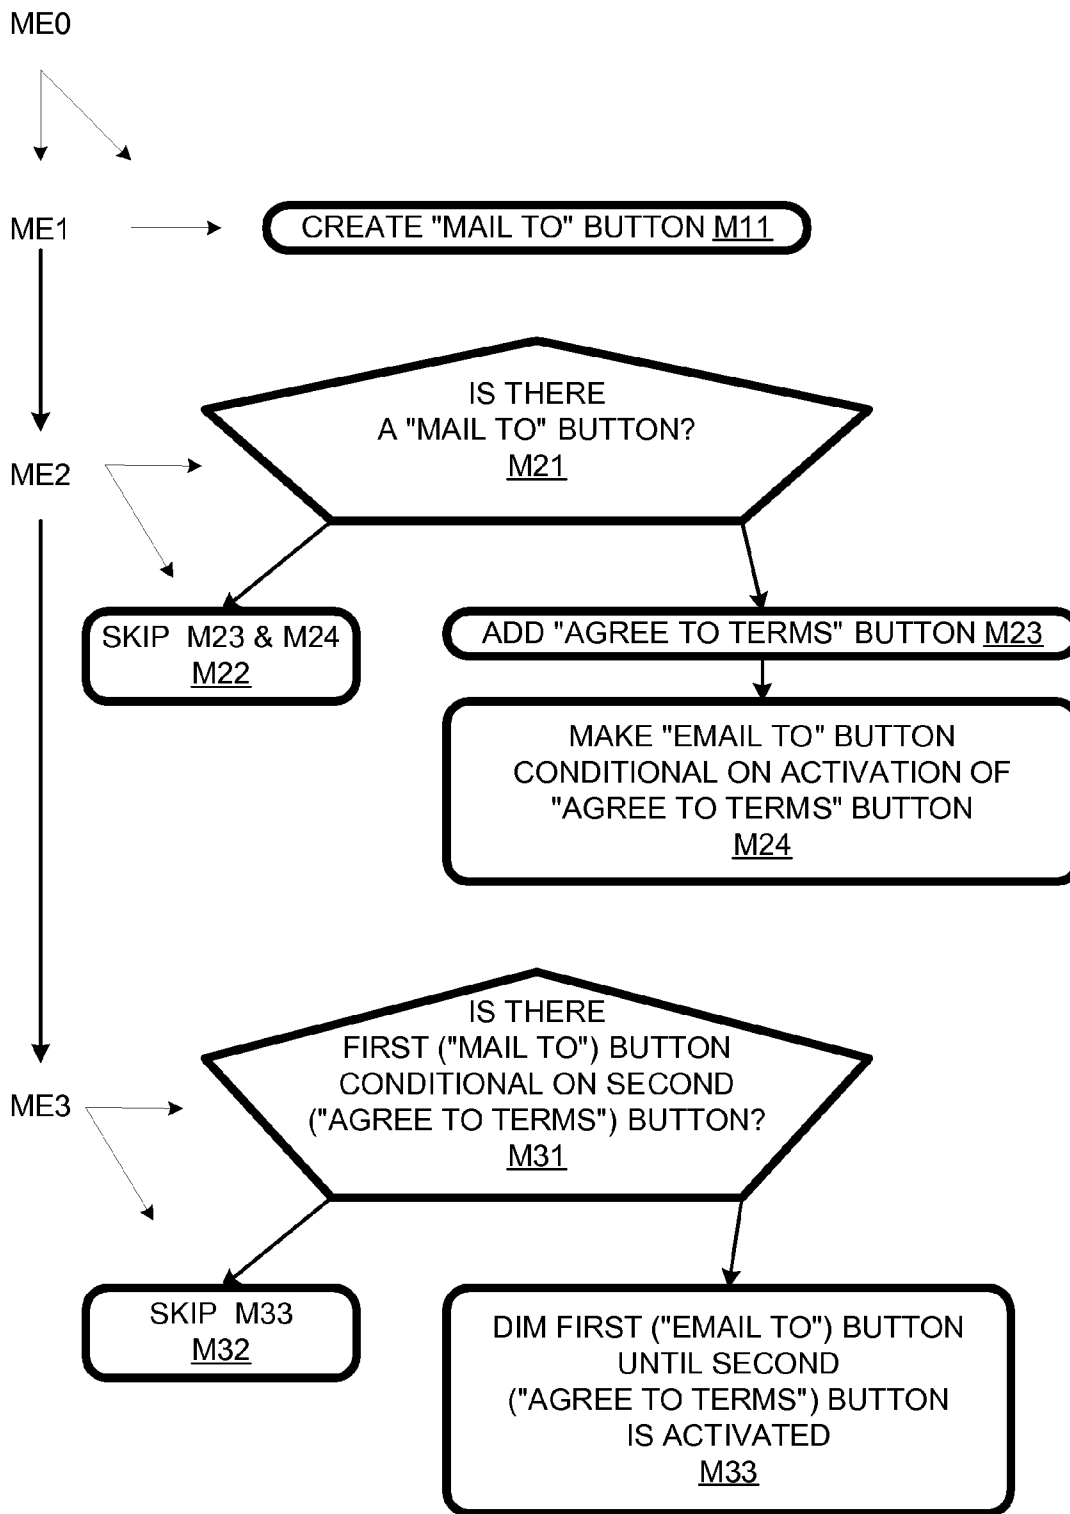 ME0
ME1
CREATE "MAIL TO" BUTTON M11
IS THERE
A "MAIL TO" BUTTON?
M21
ME2
SKIP M23 & M24
M22
ADD "AGREE TO TERMS" BUTTON M23
MAKE "EMAIL TO" BUTTON
CONDITIONAL ON ACTIVATION OF
"AGREE TO TERMS" BUTTON
M24
IS THERE
FIRST ("MAIL TO") BUTTON
CONDITIONAL ON SECOND
("AGREE TO TERMS") BUTTON?
M31
ME3
SKIP M33
M32
DIM FIRST ("EMAIL TO") BUTTON
UNTIL SECOND
("AGREE TO TERMS") BUTTON
IS ACTIVATED
M33